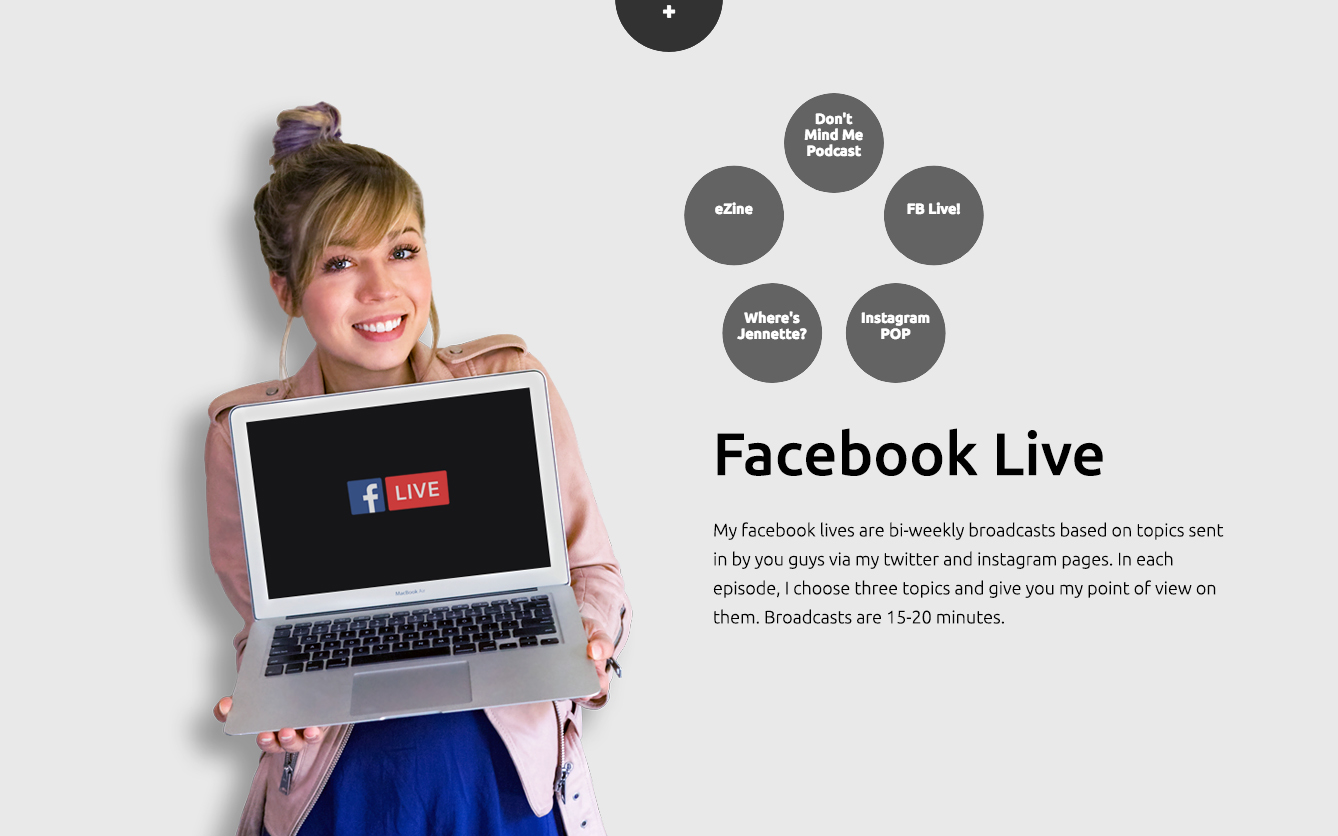 +
Don't
Mind Me
Podcast
eZine
FB Live!
Where's
Jennette?
Instagram
POP
Facebook Live
My facebook lives are bi-weekly broadcasts based on topics sent
in by you guys via my twitter and instagram pages. In each
episode, I choose three topics and give you my point of view on
them. Broadcasts are 15-20 minutes.
f LIVE
MacBook Air